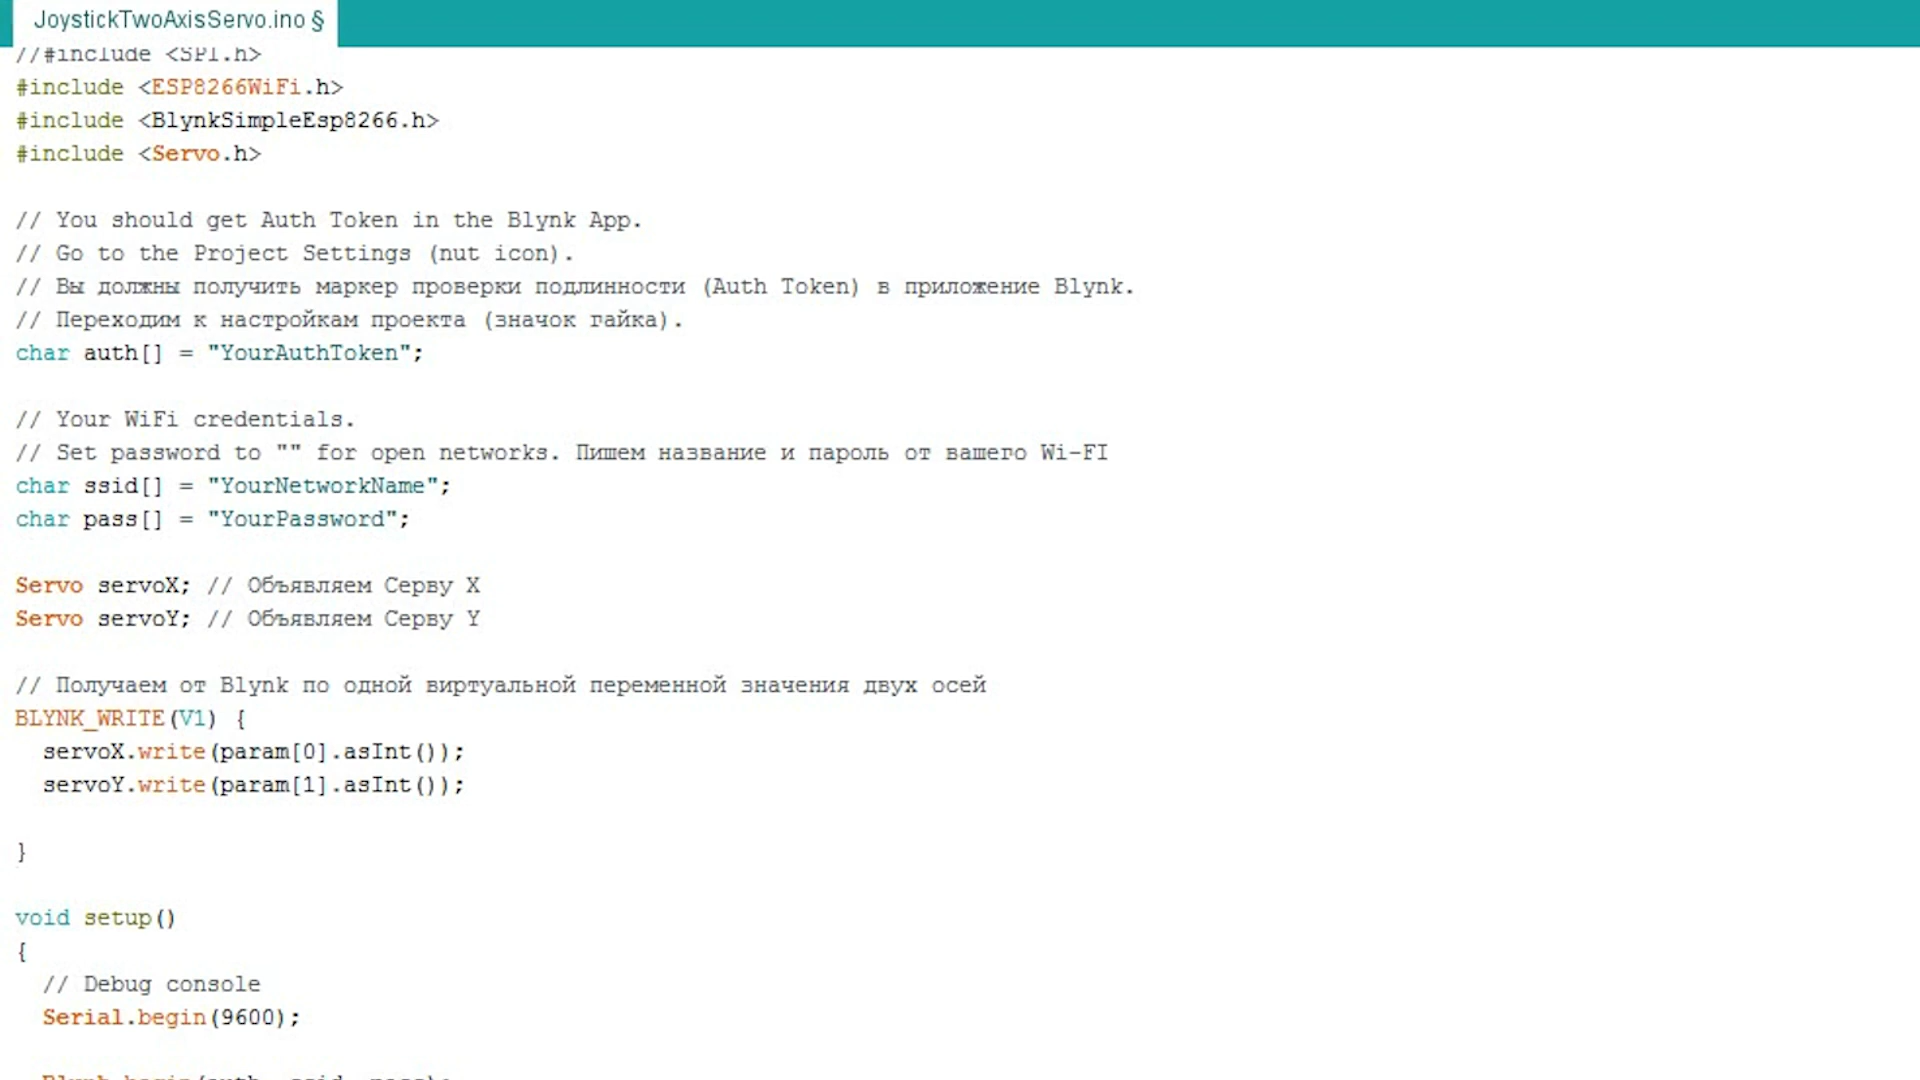 JoystickTwoAxisServo.ino §
//#include <SPI.h>
#include <ESP8266WiFi.h>
#include <BlynkSimpleEsp8266.h>
#include <Servo.h>
// You should get Auth Token in the Blynk App.
// Go to the Project Settings (nut icon).
// Вы должны получить маркер проверки подлинности (Auth Token) в приложение Blynk.
// Переходим к настройкам проекта (значок гайка).
char auth[] = "YourAuthToken";
// Your WiFi credentials.
// Set password to "" for open networks. Пишем название и пароль от вашего Wi-FI
char ssid[] = "YourNetworkName";
char pass[] = "YourPassword";
Servo servoX; // Объявляем Серву X
Servo servoY; // Объявляем Серву Y
// Получаем от Blynk по одной виртуальной переменной значения двух осей
BLYNK_WRITE(V1) {
servoX.write(param[0].asInt());
servoY.write(param[1].asInt());
}
void setup()
{
// Debug console
Serial.begin(9600);
Blynk.begin(auth, ssid, pass);